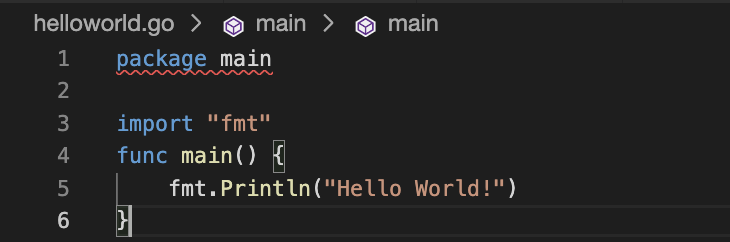 helloworld.go > main > main
1 package main
2
3 import "fmt"
4 func main() {
5     fmt.Println("Hello World!")
6 }